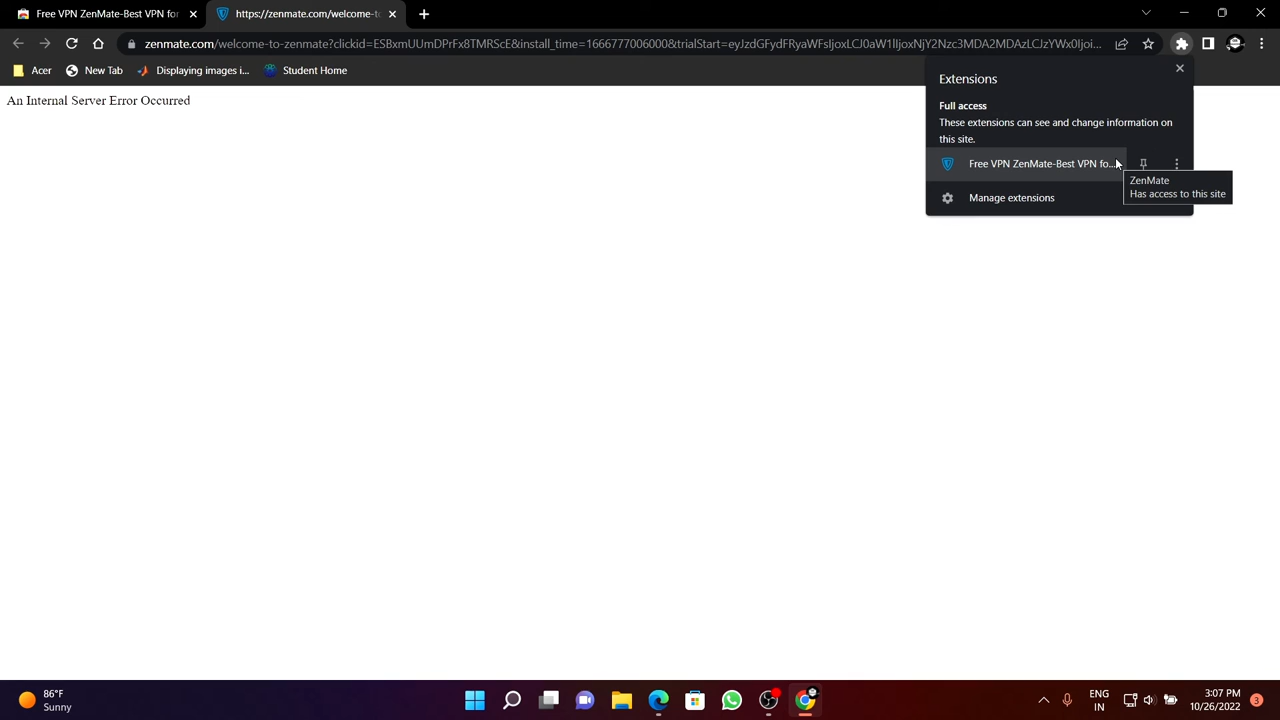 Free VPN ZenMate-Best VPN for
https://zenmate.com/welcome-to
zenmate.com/welcome-to-zenmate?clickid=ESBxmUUmDPrFx8TMRScE&install_time=1666777006000&trialStart=eyJzdGFydFRyaWFsIjoxLCJ0aW1lIjoxNjY2Nzc3MDA2MDAzLCJzYWx0Ijoi...
Acer
New Tab
Displaying images i...
Student Home
An Internal Server Error Occurred
Extensions
Full access
These extensions can see and change information on
this site.
Free VPN ZenMate-Best VPN fo...
ZenMate
Has access to this site
Manage extensions
86°F
Sunny
ENG
IN
3:07 PM
10/26/2022
3